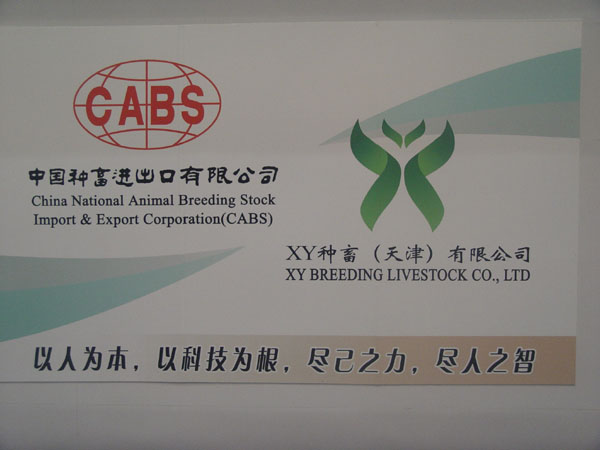 CABS
中国种畜进出口有限公司
China National Animal Breeding Stock
Import & Export Corporation(CABS)
XY种畜（天津）有限公司
XY BREEDING LIVESTOCK CO., LTD
以人为本，以科技为根，尽己之力，尽人之智